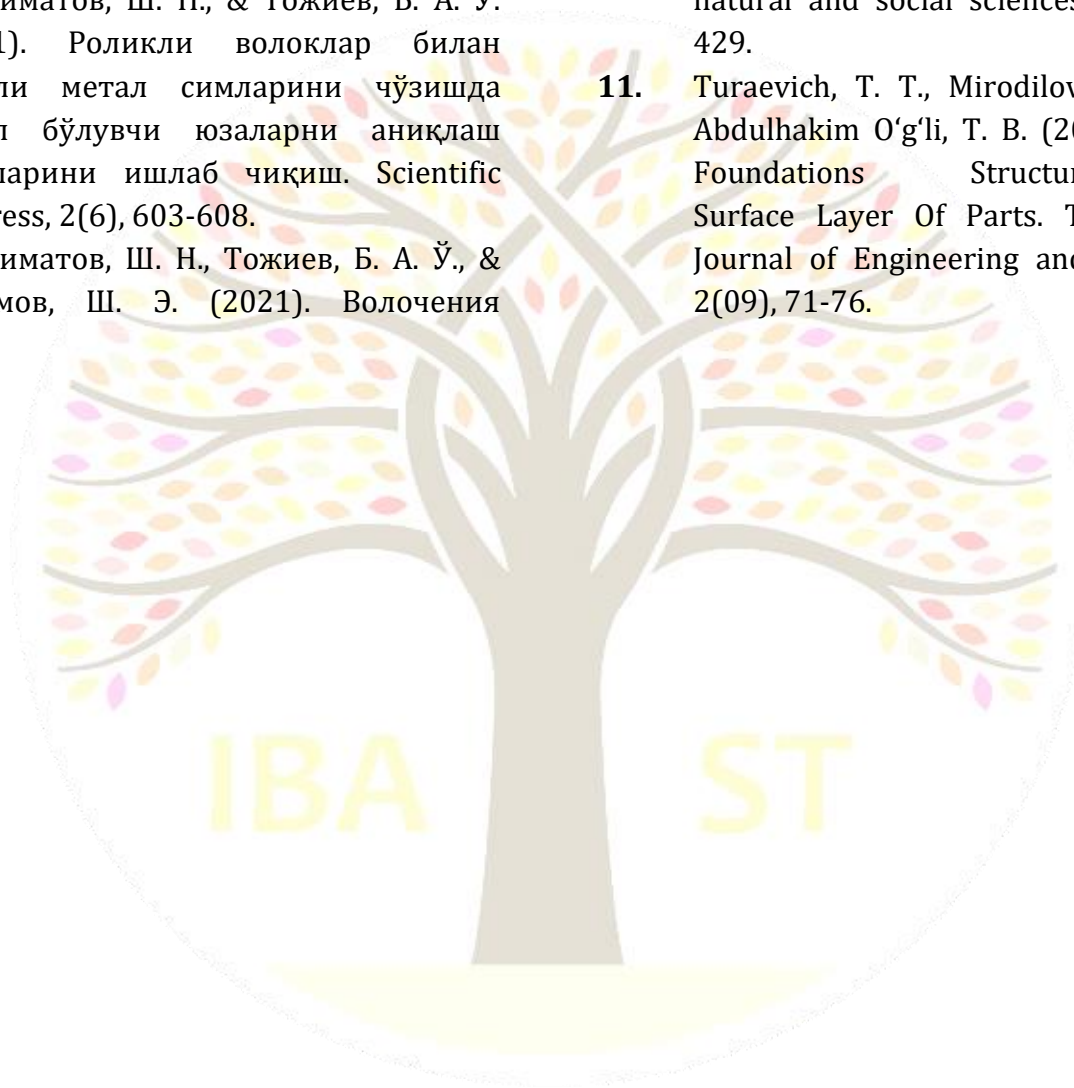 иматов, Ш. Н., & Тожиев, Б. А. Ў.
1). Роликли волоклар билан
ли метал симларини чўзишда
л бўлувчи юзаларни аниқлаш
ларини ишлаб чиқиш. Scientific
ress, 2(6), 603-608.
иматов, Ш. Н., Тожиев, Б. А. Ў., &
мов, Ш. Э. (2021). Волочения
natural and social sciences
429.
11. Turaevich, T. T., Mirodilov
Abdulhakim O‘g‘li, T. B. (20
Foundations Structur
Surface Layer Of Parts. T
Journal of Engineering and
2(09), 71-76.
IBA ST